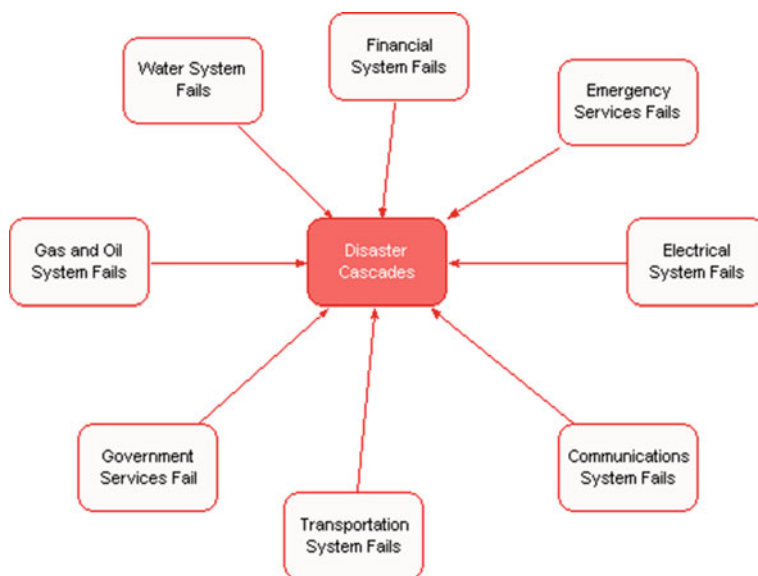 Financial
System Fails
Water System
Fails
Emergency
Services Fails
Gas and Oil
System Fails
Disaster
Cascades
Electrical
System Fails
Government
Services Fail
Communications
System Fails
Transportation
System Fails